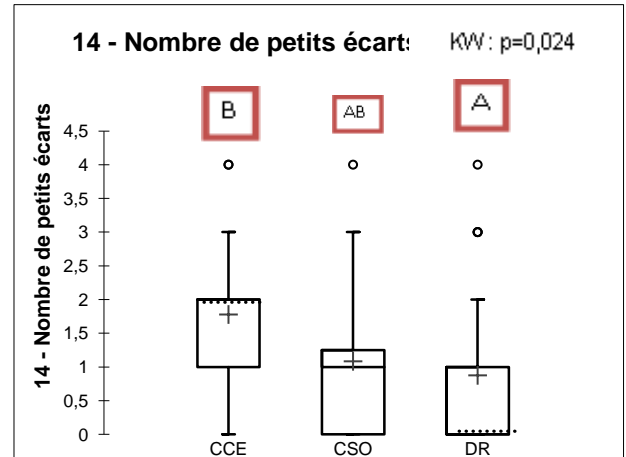 14 - Nombre de petits écarts
KW: p=0,024
B
AB
A
14 - Nombre de petits écarts
4,5
4
3,5
3
2,5
2
1,5
1
0,5
0
CCE
CSO
DR